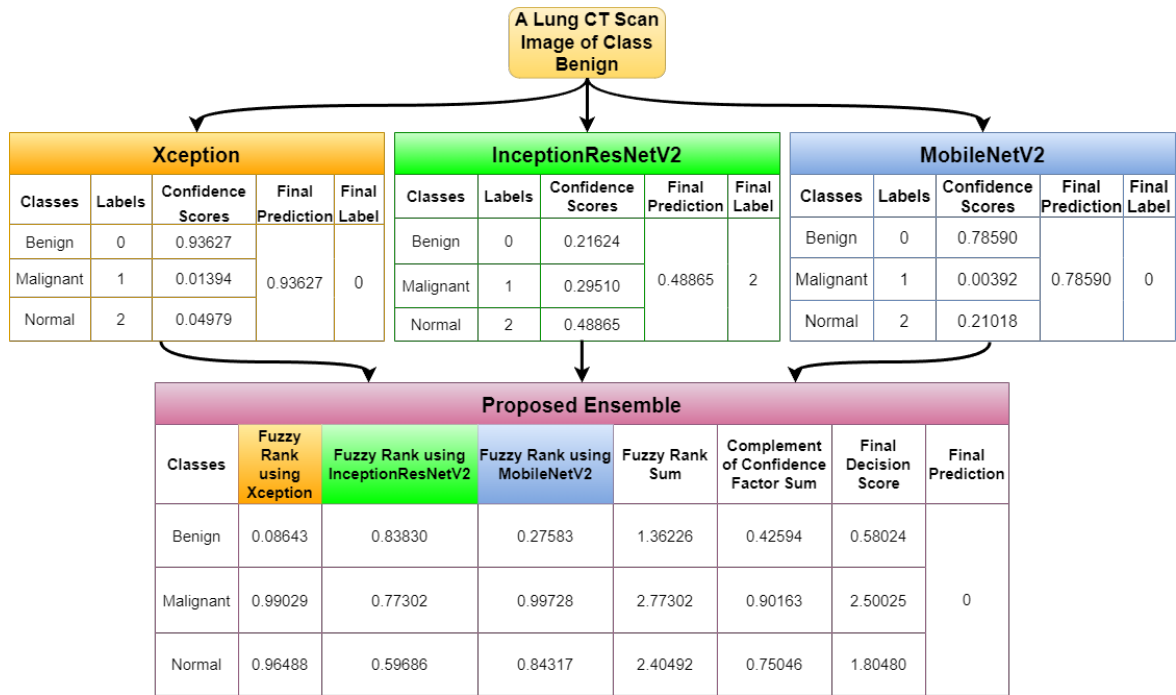 A Lung CT Scan
Image of Class
Benign
Xception
Classes Labels Confidence Scores Final Prediction Final Label
Benign 0 0.93627
Malignant 1 0.01394 0.93627 0
Normal 2 0.04979
InceptionResNetV2
Classes Labels Confidence Scores Final Prediction Final Label
Benign 0 0.21624
Malignant 1 0.29510 0.48865 2
Normal 2 0.48865
MobileNetV2
Classes Labels Confidence Scores Final Prediction Final Label
Benign 0 0.78590
Malignant 1 0.00392 0.78590 0
Normal 2 0.21018
Proposed Ensemble
Classes Fuzzy Rank using Xception Fuzzy Rank using InceptionResNetV2 Fuzzy Rank using MobileNetV2 Fuzzy Rank Sum Complement of Confidence Factor Sum Final Decision Score Final Prediction
Benign 0.08643 0.83830 0.27583 1.36226 0.42594 0.58024
Malignant 0.99029 0.77302 0.99728 2.77302 0.90163 2.50025 0
Normal 0.96488 0.59686 0.84317 2.40492 0.75046 1.80480